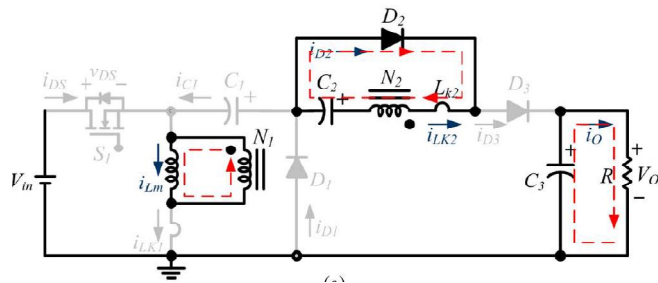 D2
iD2
iDS
+ vDS -
iC1
C1
+
C2
+
N2
Lk2
D3
S1
N1
iLK2
iD3
iO
+
Vin
iLm
D1
C3
+
R
VO
-
iLK1
iD1
(a)